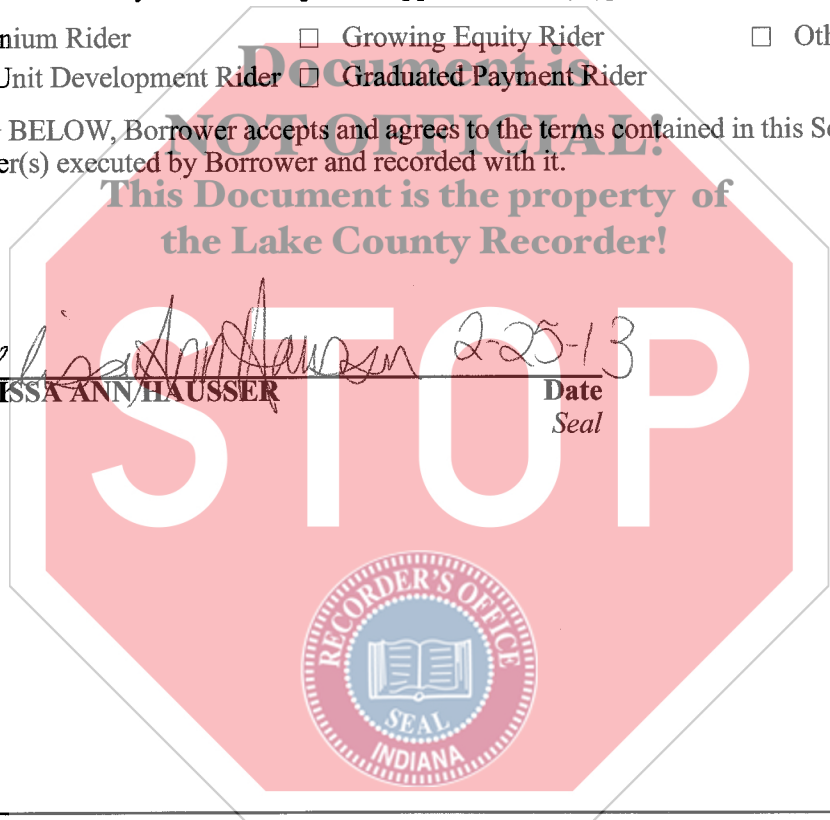 nium Rider ☐ Growing Equity Rider ☐ Oth
Unit Development Rider ☐ Graduated Payment Rider
Document is
NOT OFFICIAL!
BELOW, Borrower accepts and agrees to the terms contained in this Se
er(s) executed by Borrower and recorded with it.
This Document is the property of
the Lake County Recorder!
STOP
2-25-13
ISSA ANN HAUSSER Date
Seal
RECORDER'S OFFICE
SEAL
INDIANA